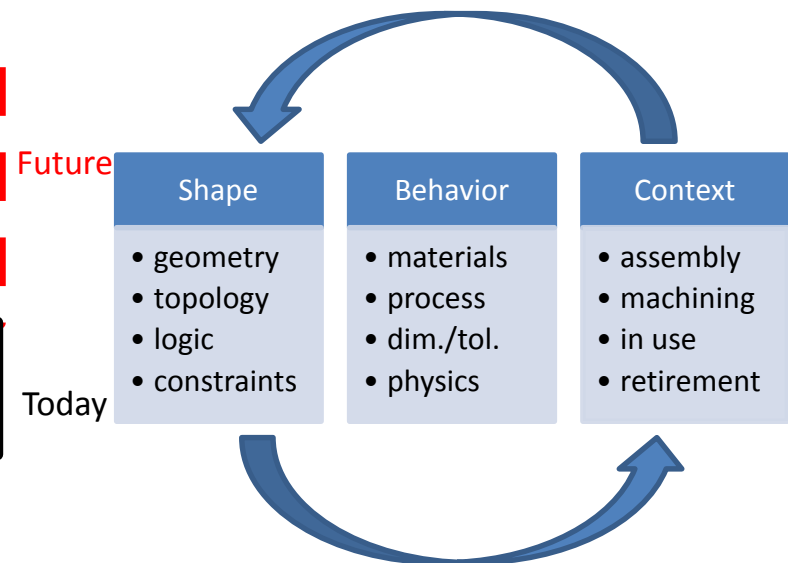 Future
Shape
• geometry
• topology
• logic
• constraints
Behavior
• materials
• process
• dim./tol.
• physics
Context
• assembly
• machining
• in use
• retirement
Today